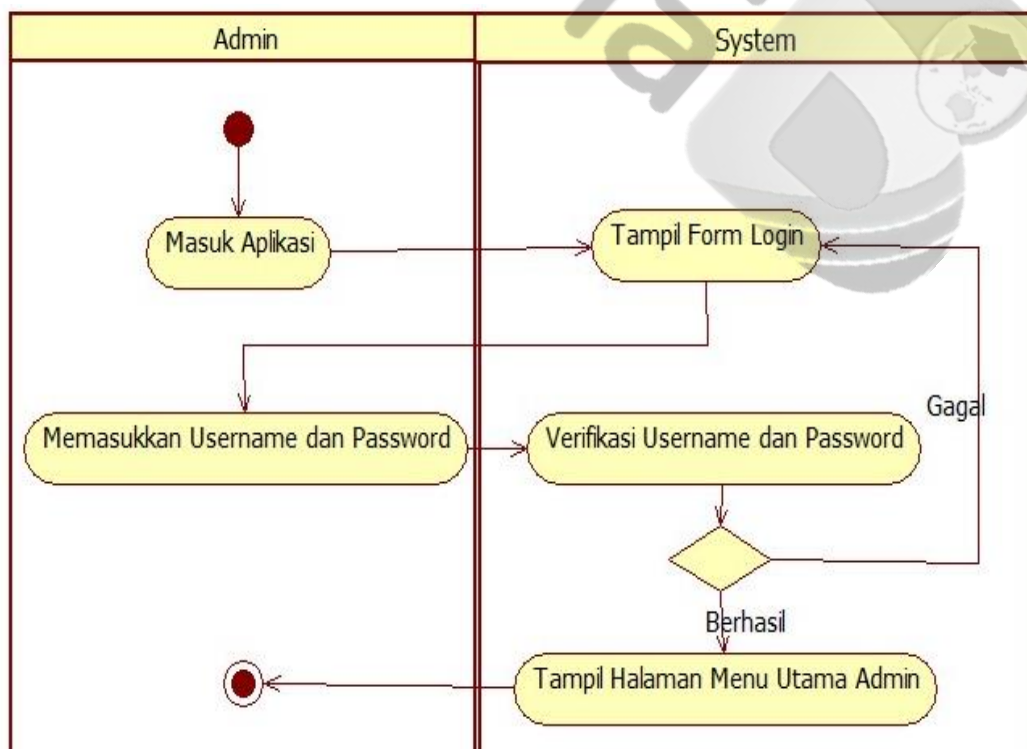 Admin
System
Masuk Aplikasi
Tampil Form Login
Gagal
Memasukkan Username dan Password
Verifikasi Username dan Password
Berhasil
Tampil Halaman Menu Utama Admin